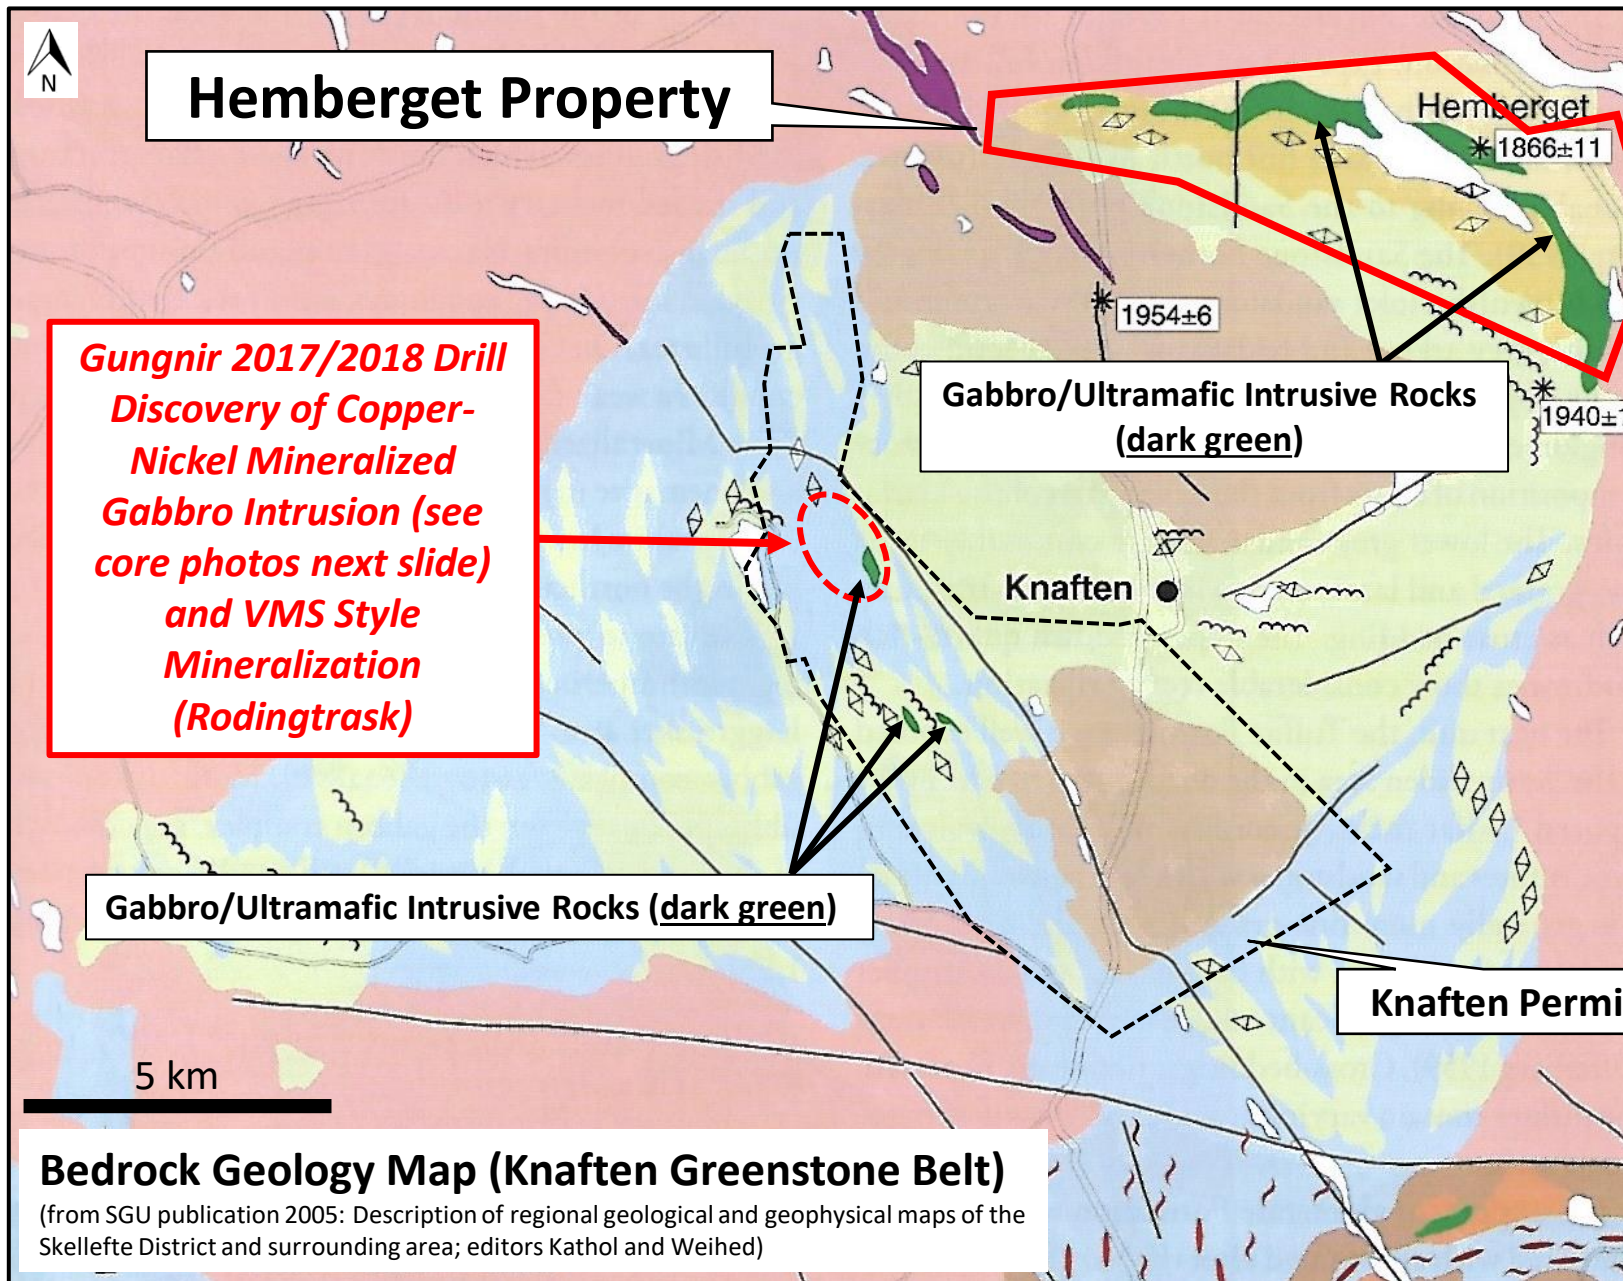 N
Hemberget Property
Hemberget
1866±11
1954±6
Gungnir 2017/2018 Drill
Discovery of Copper-
Nickel Mineralized
Gabbro Intrusion (see
core photos next slide)
and VMS Style
Mineralization
(Rodingtrask)
Gabbro/Ultramafic Intrusive Rocks
(dark green)
1940±
Knaften
Gabbro/Ultramafic Intrusive Rocks (dark green)
Knaften Permi
5 km
Bedrock Geology Map (Knaften Greenstone Belt)
(from SGU publication 2005: Description of regional geological and geophysical maps of the
Skellefte District and surrounding area; editors Kathol and Weihed)